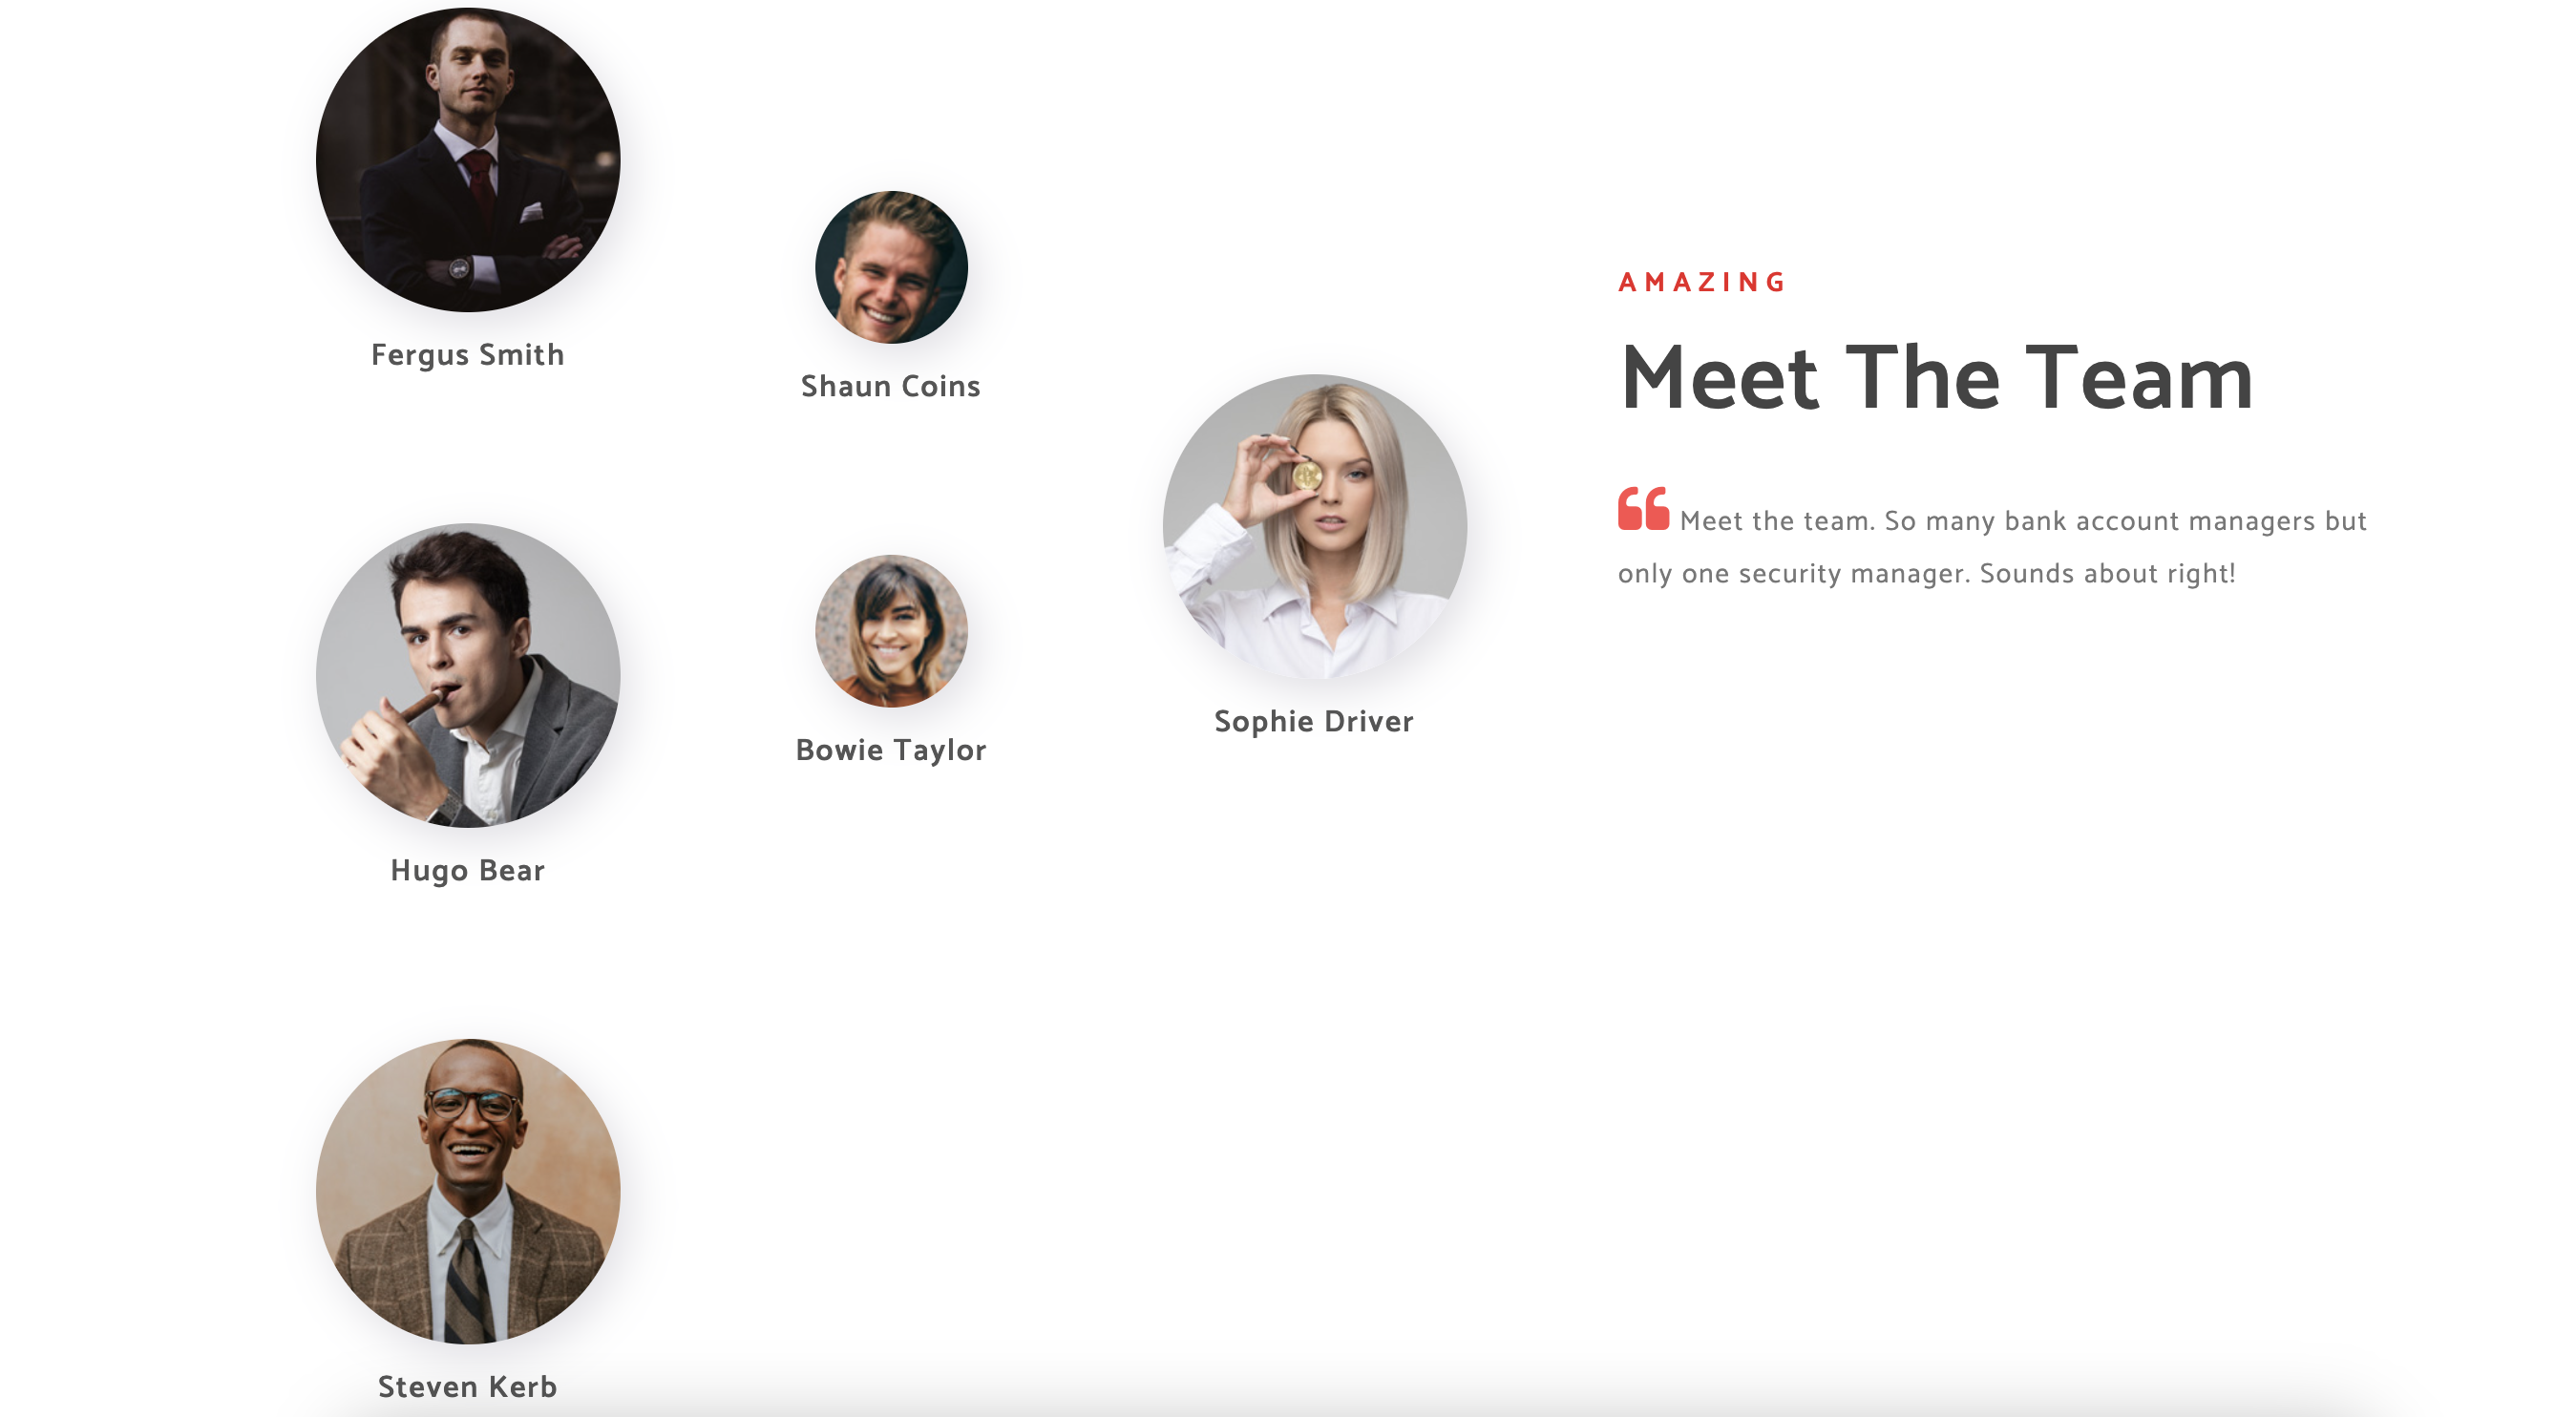 Fergus Smith
Shaun Coins
Hugo Bear
Bowie Taylor
Sophie Driver
Steven Kerb
AMAZING
Meet The Team
“ Meet the team. So many bank account managers but
only one security manager. Sounds about right!